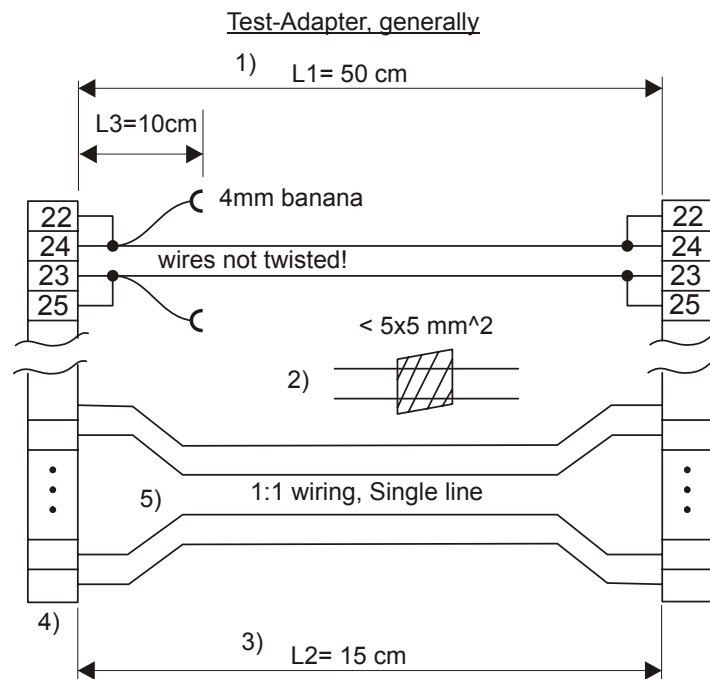 Test-Adapter, generally
1)
L1= 50 cm
L3=10cm
4mm banana
22
22
24
24
wires not twisted!
23
23
25
25
< 5x5 mm^2
2)
5)
1:1 wiring, Single line
4)
3)
L2= 15 cm